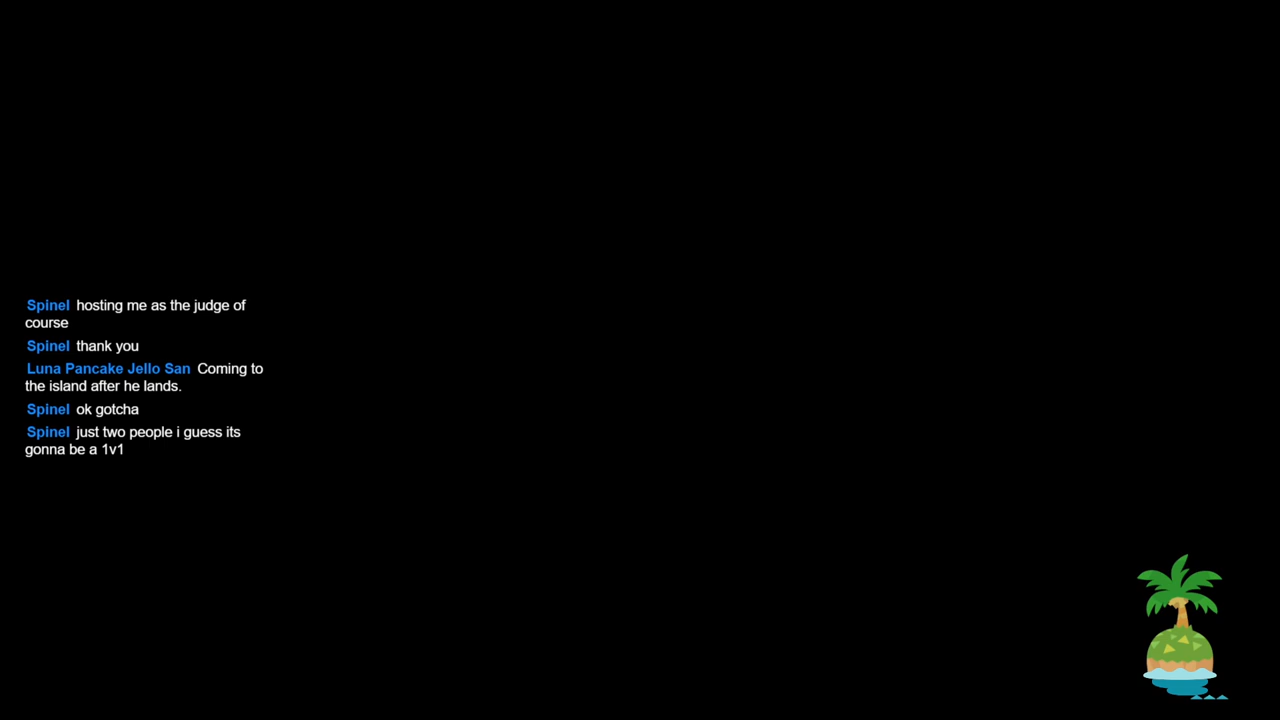 Spinel hosting me as the judge of
course
Spinel thank you
Luna Pancake Jello San Coming to
the island after he lands.
Spinel ok gotcha
Spinel just two people i guess its
gonna be a 1v1